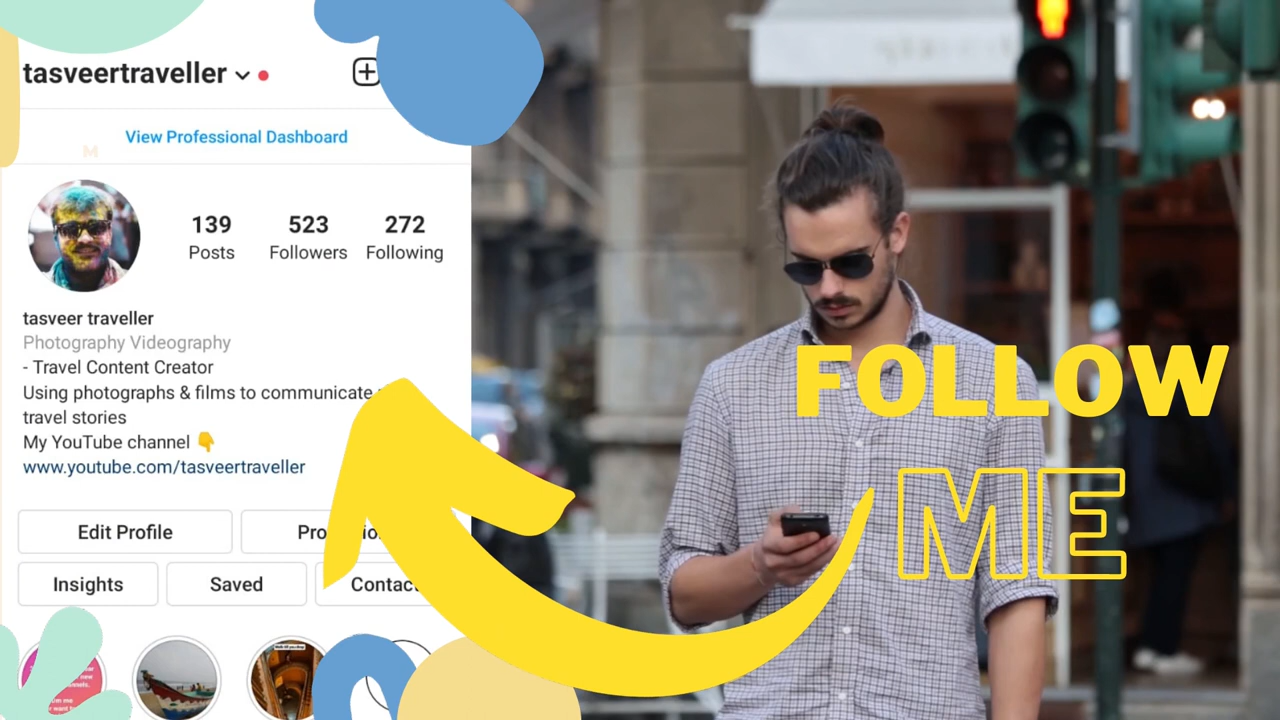 tasveertraveller
View Professional Dashboard
M
139
523
272
Posts
Followers
Following
tasveer traveller
Photography Videography
- Travel Content Creator
Using photographs & films to communicate
travel stories
My YouTube channel 👇
www.youtube.com/tasveertraveller
Edit Profile
Insights
Saved
Contac
FOLLOW
ME